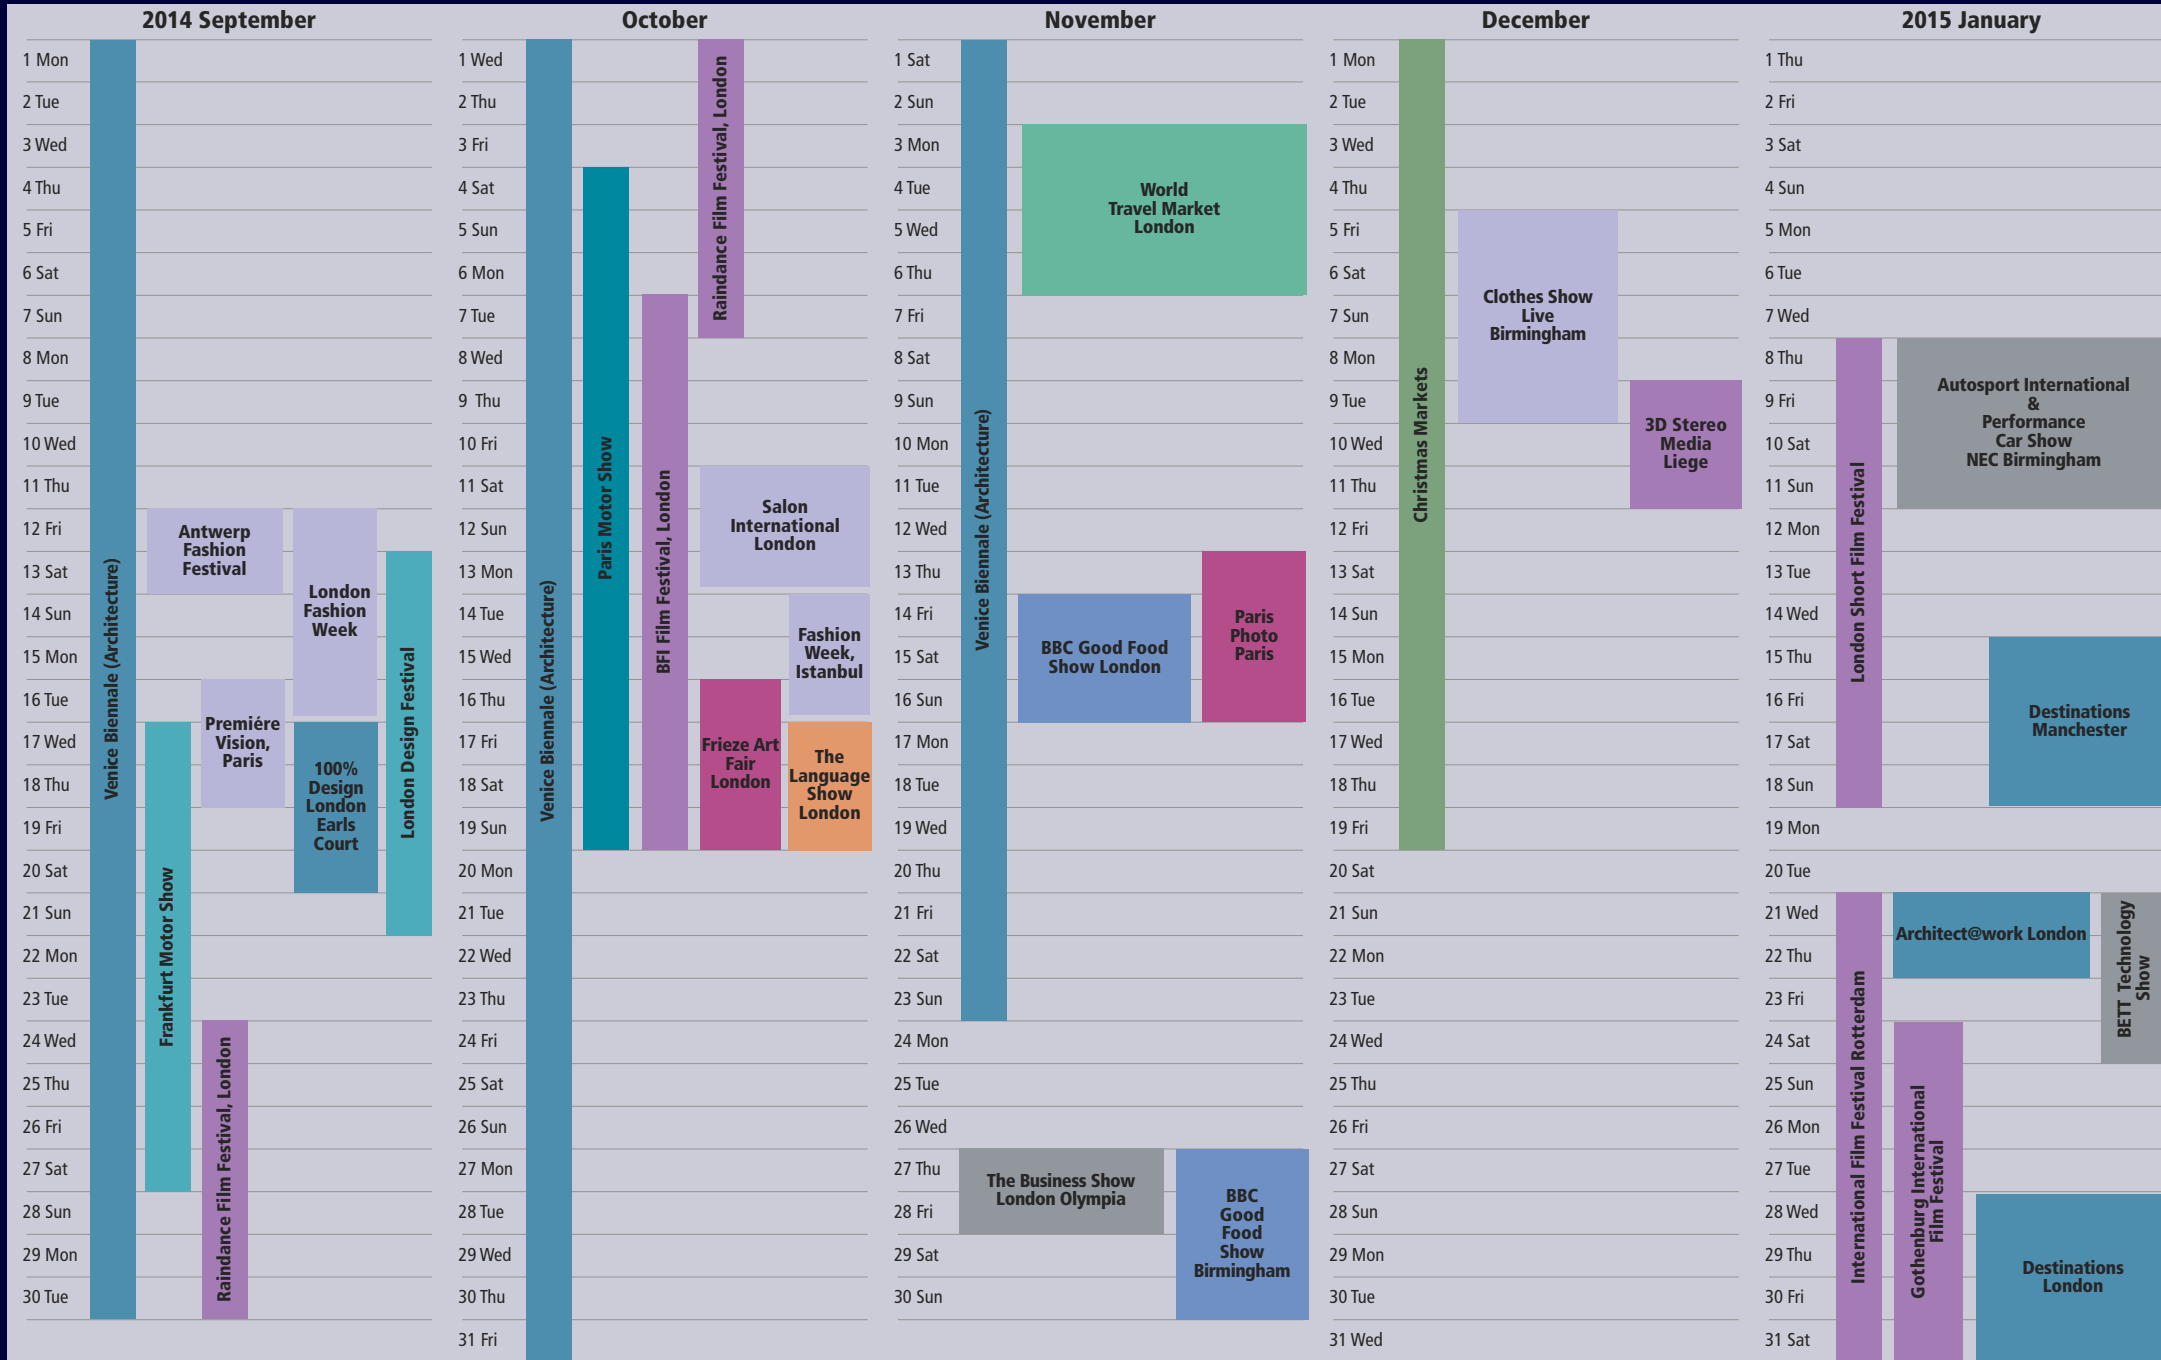 2014 September
1 Mon
2 Tue
3 Wed
4 Thu
5 Fri
6 Sat
7 Sun
8 Mon
9 Tue
10 Wed
11 Thu
12 Fri
13 Sat
14 Sun
15 Mon
16 Tue
17 Wed
18 Thu
19 Fri
20 Sat
21 Sun
22 Mon
23 Tue
24 Wed
25 Thu
26 Fri
27 Sat
28 Sun
29 Mon
30 Tue
Venice Biennale (Architecture)
Antwerp
Fashion
Festival
London
Fashion
Week
Premiére
Vision,
Paris
100%
Design
London
Earls
Court
London Design Festival
Frankfurt Motor Show
Raindance Film Festival, London
October
1 Wed
2 Thu
3 Fri
4 Sat
5 Sun
6 Mon
7 Tue
8 Wed
9 Thu
10 Fri
11 Sat
12 Sun
13 Mon
14 Tue
15 Wed
16 Thu
17 Fri
18 Sat
19 Sun
20 Mon
21 Tue
22 Wed
23 Thu
24 Fri
25 Sat
26 Sun
27 Mon
28 Tue
29 Wed
30 Thu
31 Fri
Venice Biennale (Architecture)
Paris Motor Show
BFI Film Festival, London
Raindance Film Festival, London
Salon
International
London
Fashion
Week,
Istanbul
Frieze Art
Fair
London
The
Language
Show
London
November
1 Sat
2 Sun
3 Mon
4 Tue
5 Wed
6 Thu
7 Fri
8 Sat
9 Sun
10 Mon
11 Tue
12 Wed
13 Thu
14 Fri
15 Sat
16 Sun
17 Mon
18 Tue
19 Wed
20 Thu
21 Fri
22 Sat
23 Sun
24 Mon
25 Tue
26 Wed
27 Thu
28 Fri
29 Sat
30 Sun
Venice Biennale (Architecture)
World
Travel Market
London
BBC Good Food
Show London
Paris
Photo
Paris
The Business Show
London Olympia
BBC
Good
Food
Show
Birmingham
December
1 Mon
2 Tue
3 Wed
4 Thu
5 Fri
6 Sat
7 Sun
8 Mon
9 Tue
10 Wed
11 Thu
12 Fri
13 Sat
14 Sun
15 Mon
16 Tue
17 Wed
18 Thu
19 Fri
20 Sat
21 Sun
22 Mon
23 Tue
24 Wed
25 Thu
26 Fri
27 Sat
28 Sun
29 Mon
30 Tue
31 Wed
Christmas Markets
Clothes Show
Live
Birmingham
3D Stereo
Media
Liege
2015 January
1 Thu
2 Fri
3 Sat
4 Sun
5 Mon
6 Tue
7 Wed
8 Thu
9 Fri
10 Sat
11 Sun
12 Mon
13 Tue
14 Wed
15 Thu
16 Fri
17 Sat
18 Sun
19 Mon
20 Tue
21 Wed
22 Thu
23 Fri
24 Sat
25 Sun
26 Mon
27 Tue
28 Wed
29 Thu
30 Fri
31 Sat
London Short Film Festival
Autosport International
&
Performance
Car Show
NEC Birmingham
Destinations
Manchester
International Film Festival Rotterdam
Architect@work London
BETT Technology
Show
Gothenburg International
Film Festival
Destinations
London